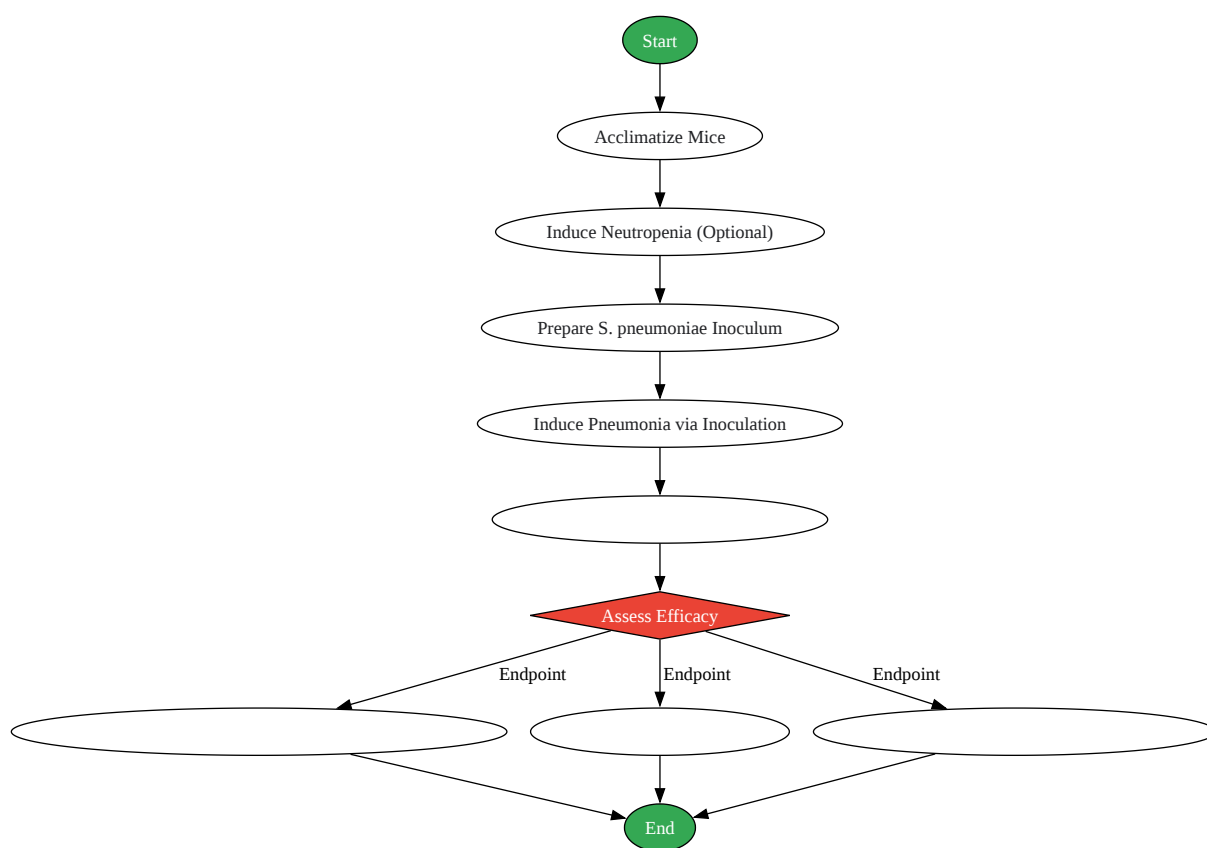 Start
Acclimatize Mice
Induce Neutropenia (Optional)
Prepare S. pneumoniae Inoculum
Induce Pneumonia via Inoculation
Assess Efficacy
Endpoint
Endpoint
Endpoint
End